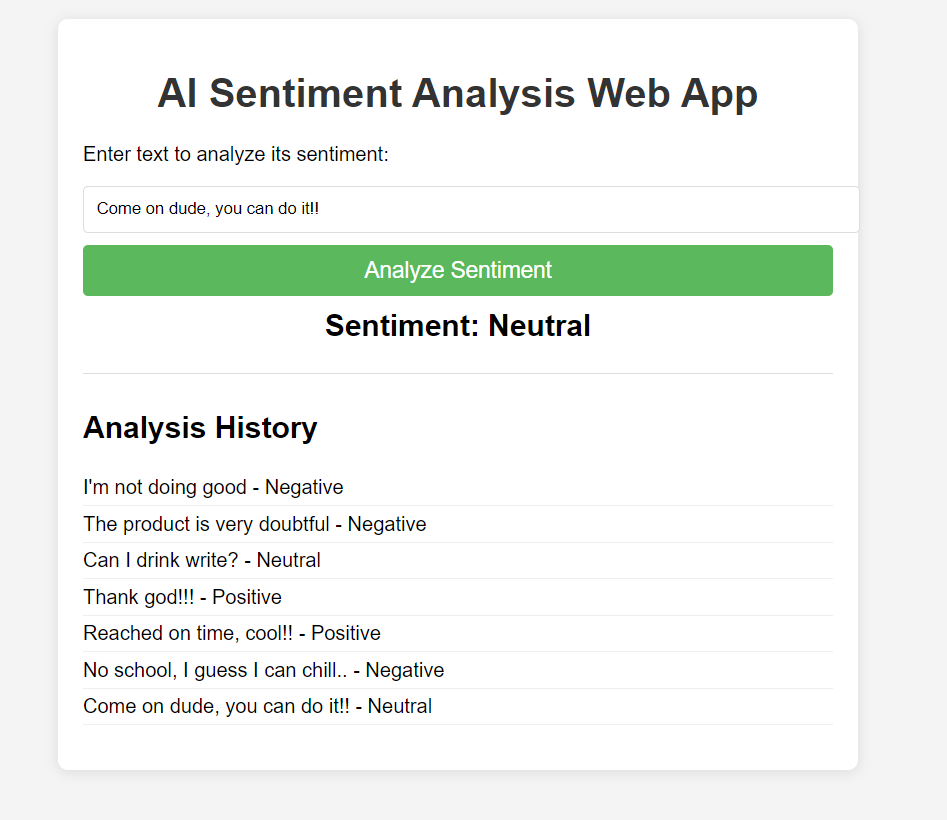 AI Sentiment Analysis Web App
Enter text to analyze its sentiment:
Come on dude, you can do it!!
Analyze Sentiment
Sentiment: Neutral
Analysis History
I'm not doing good - Negative
The product is very doubtful - Negative
Can I drink write? - Neutral
Thank god!!! - Positive
Reached on time, cool!! - Positive
No school, I guess I can chill.. - Negative
Come on dude, you can do it!! - Neutral